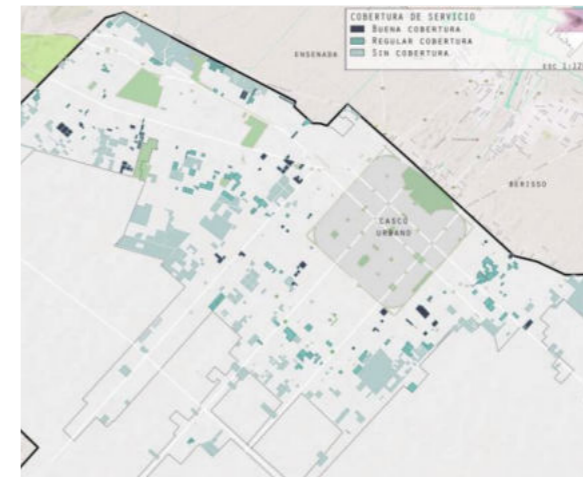 COBERTURA DE SERVICIO
BUENA COBERTURA
REGULAR COBERTURA
SIN COBERTURA
ENSENADA
BERISSO
CASCO
URBANO